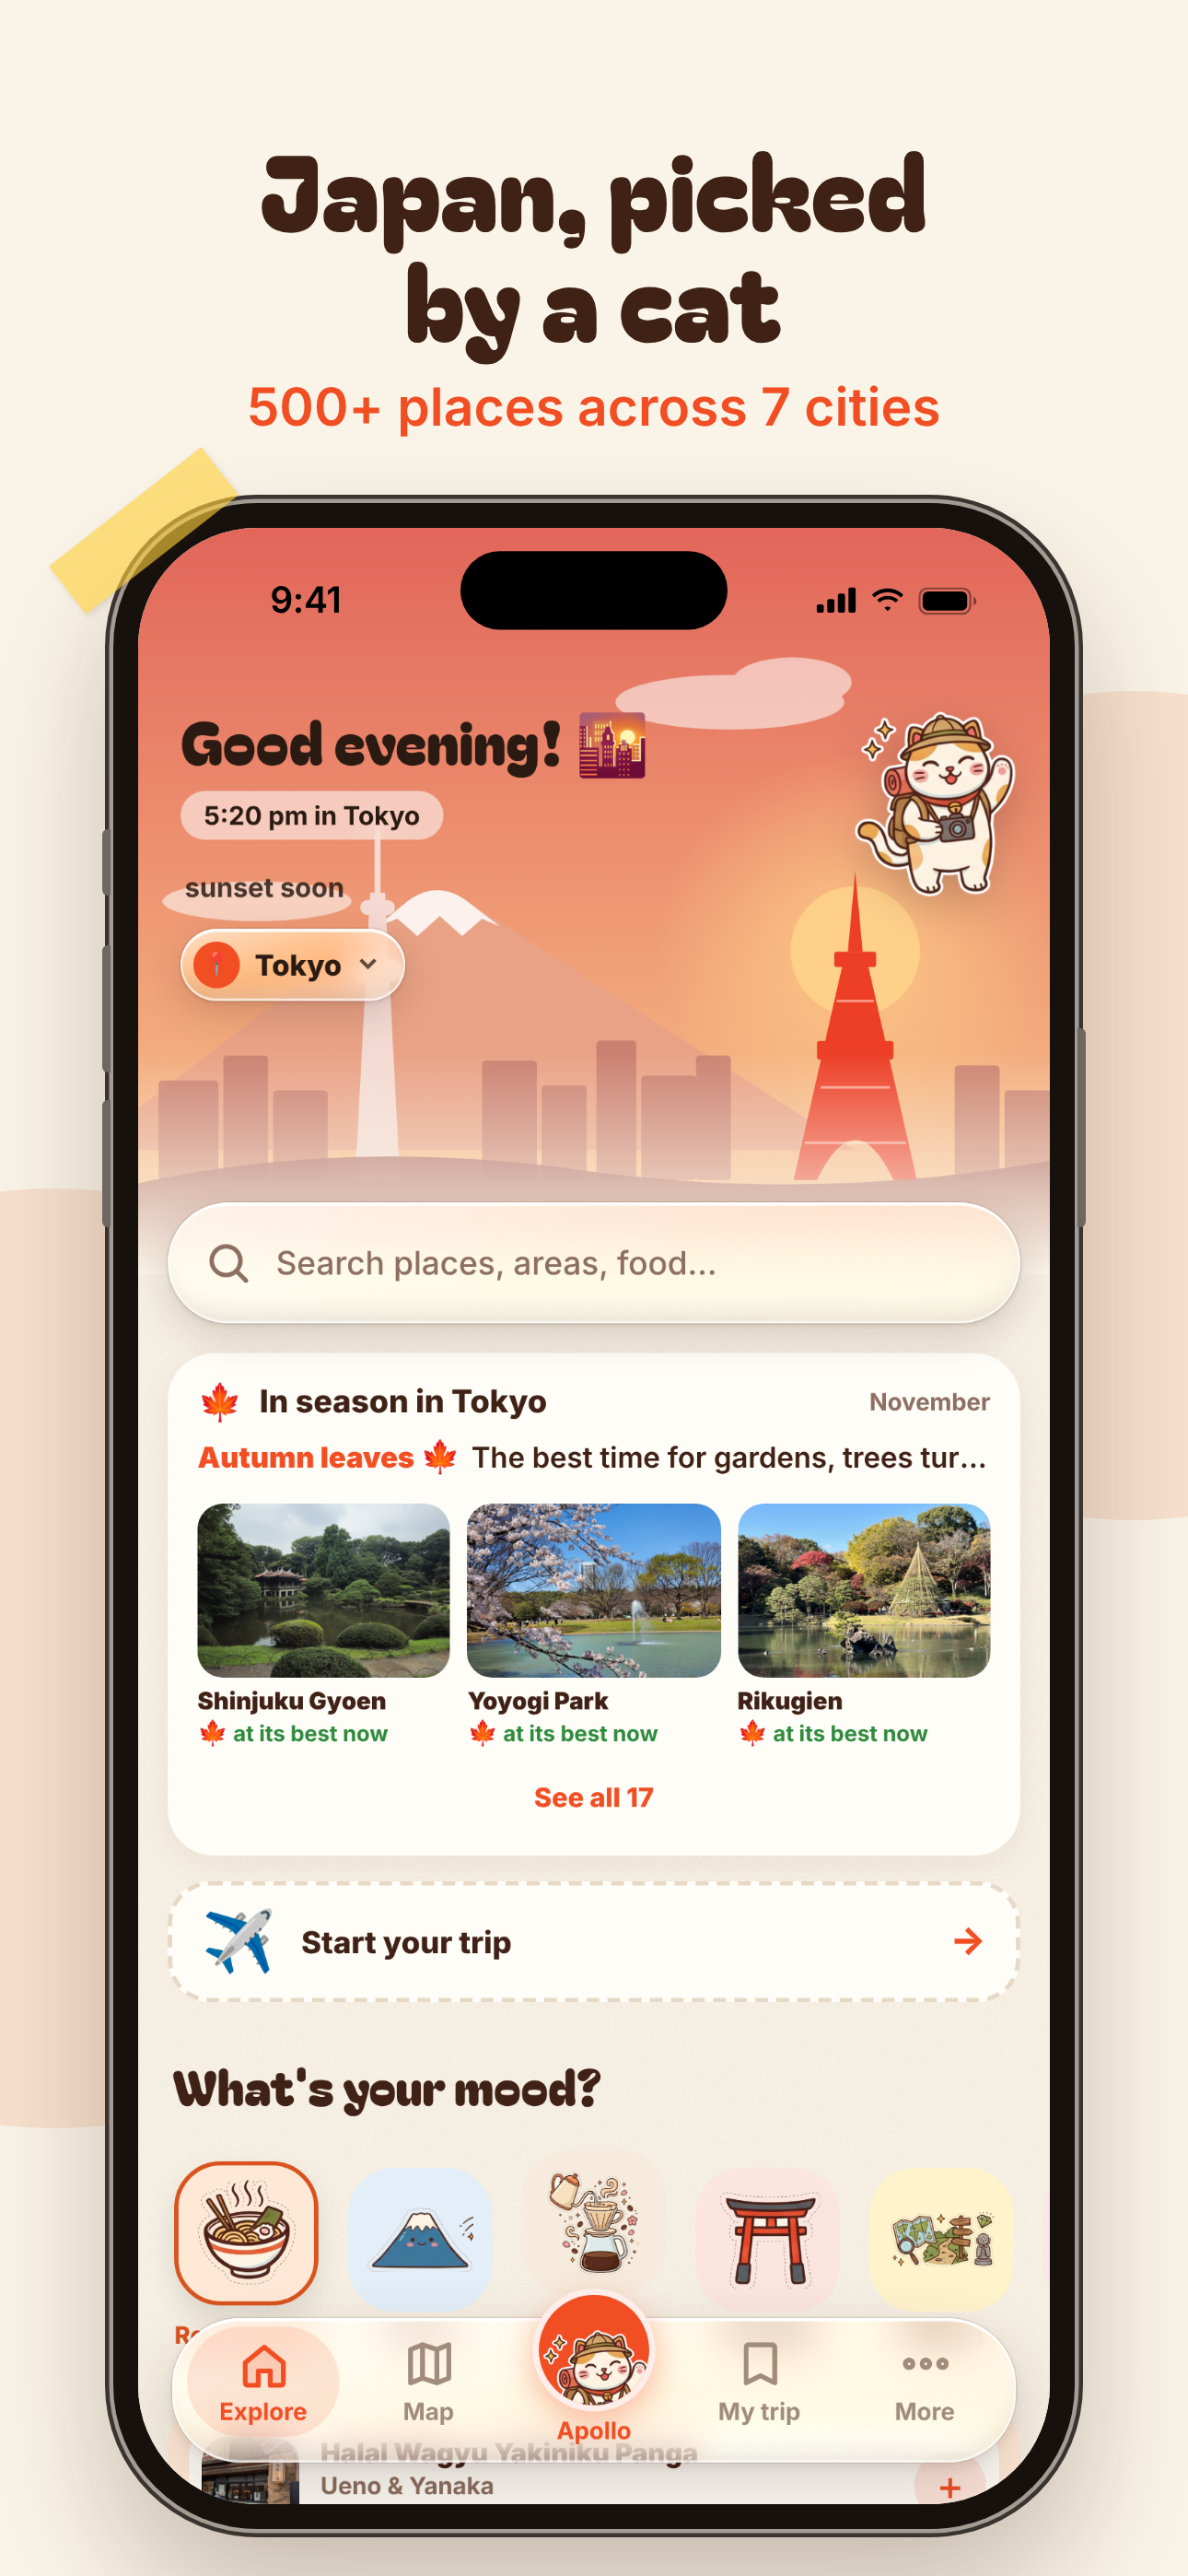 Japan, picked
by a cat
500+ places across 7 cities
9:41
Good evening!
5:20 pm in Tokyo
sunset soon
Tokyo
Search places, areas, food...
In season in Tokyo
November
Autumn leaves 🍁 The best time for gardens, trees tur...
Shinjuku Gyoen
Yoyogi Park
Rikugien
🍁 at its best now
🍁 at its best now
🍁 at its best now
See all 17
Start your trip
What's your mood?
Explore
Map
Apollo
My trip
More
Halal Wagyu Yakiniku Panga
Ueno & Yanaka